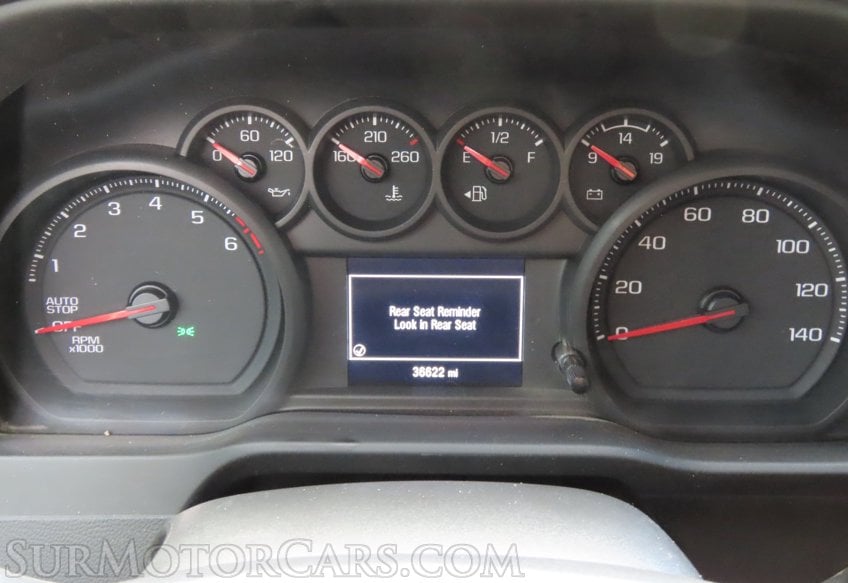 0 60 120
160 210 260
E 1/2 F
9 14 19
1 2 3 4 5 6
AUTO
STOP
OFF
RPM
x1000
Rear Seat Reminder
Look in Rear Seat
36622 mi
0 20 40 60 80 100 120 140
SurMotorCars.com